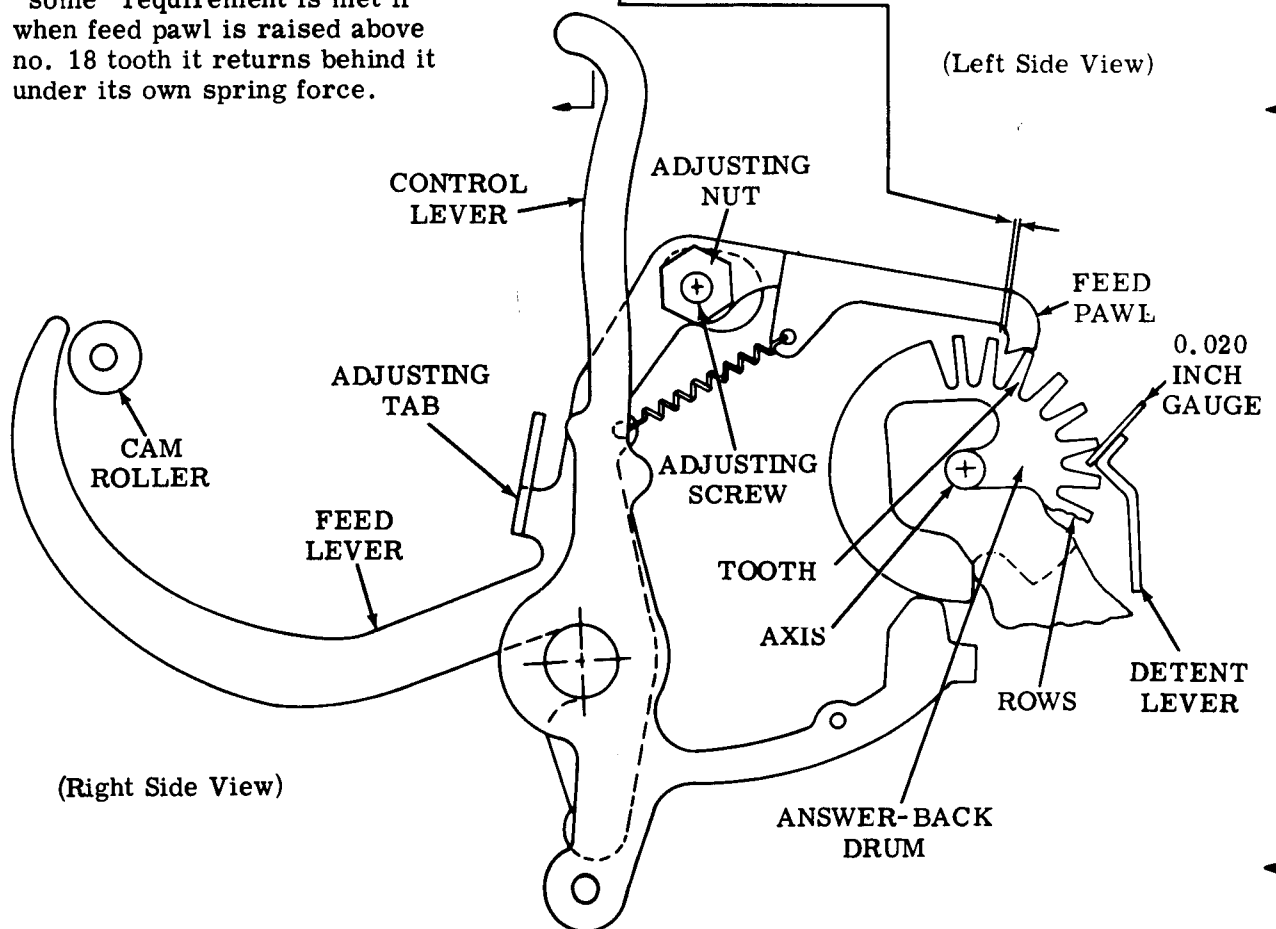 "some" requirement is met if
when feed pawl is raised above
no. 18 tooth it returns behind it
under its own spring force.
(Left Side View)
CONTROL
LEVER
ADJUSTING
NUT
FEED
PAWL
0.020
INCH
GAUGE
ADJUSTING
TAB
CAM
ROLLER
ADJUSTING
SCREW
FEED
LEVER
TOOTH
AXIS
ROWS
DETENT
LEVER
(Right Side View)
ANSWER-BACK
DRUM